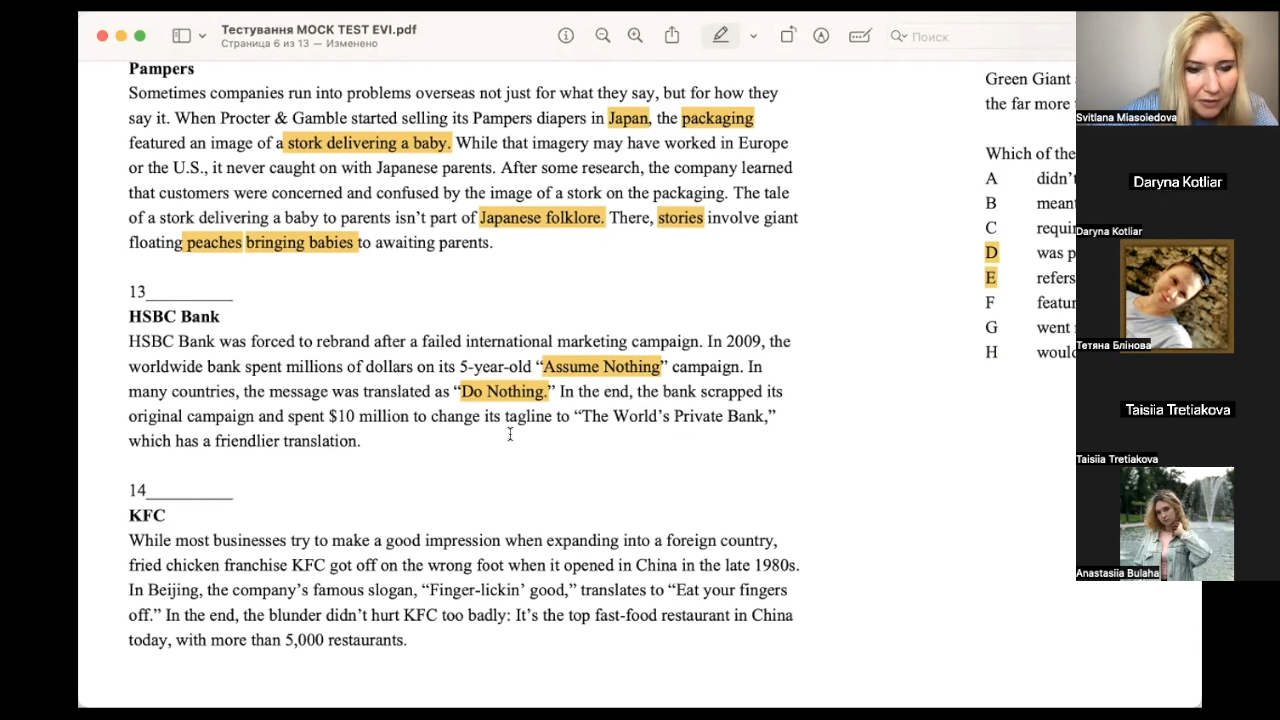 Тестування MOCK TEST EVI.pdf
Страница 6 из 13 — Изменено
Поиск
Pampers
Sometimes companies run into problems overseas not just for what they say, but for how they
say it. When Procter & Gamble started selling its Pampers diapers in Japan, the packaging
featured an image of a stork delivering a baby. While that imagery may have worked in Europe
or the U.S., it never caught on with Japanese parents. After some research, the company learned
that customers were concerned and confused by the image of a stork on the packaging. The tale
of a stork delivering a baby to parents isn’t part of Japanese folklore. There, stories involve giant
floating peaches bringing babies to awaiting parents.
13__________
HSBC Bank
HSBC Bank was forced to rebrand after a failed international marketing campaign. In 2009, the
worldwide bank spent millions of dollars on its 5-year-old “Assume Nothing” campaign. In
many countries, the message was translated as “Do Nothing.” In the end, the bank scrapped its
original campaign and spent $10 million to change its tagline to “The World’s Private Bank,”
which has a friendlier translation.
14__________
KFC
While most businesses try to make a good impression when expanding into a foreign country,
fried chicken franchise KFC got off on the wrong foot when it opened in China in the late 1980s.
In Beijing, the company’s famous slogan, “Finger-lickin’ good,” translates to “Eat your fingers
off.” In the end, the blunder didn’t hurt KFC too badly: It’s the top fast-food restaurant in China
today, with more than 5,000 restaurants.
Green Giant
the far more
Which of the
A didn’t
B meant
C requir
D was p
E refers
F featur
G went
H would
Svitlana Miasoiedova
Daryna Kotliar
Daryna Kotliar
Тетяна Блінова
Taisiia Tretiakova
Taisiia Tretiakova
Anastasiia Bulaha